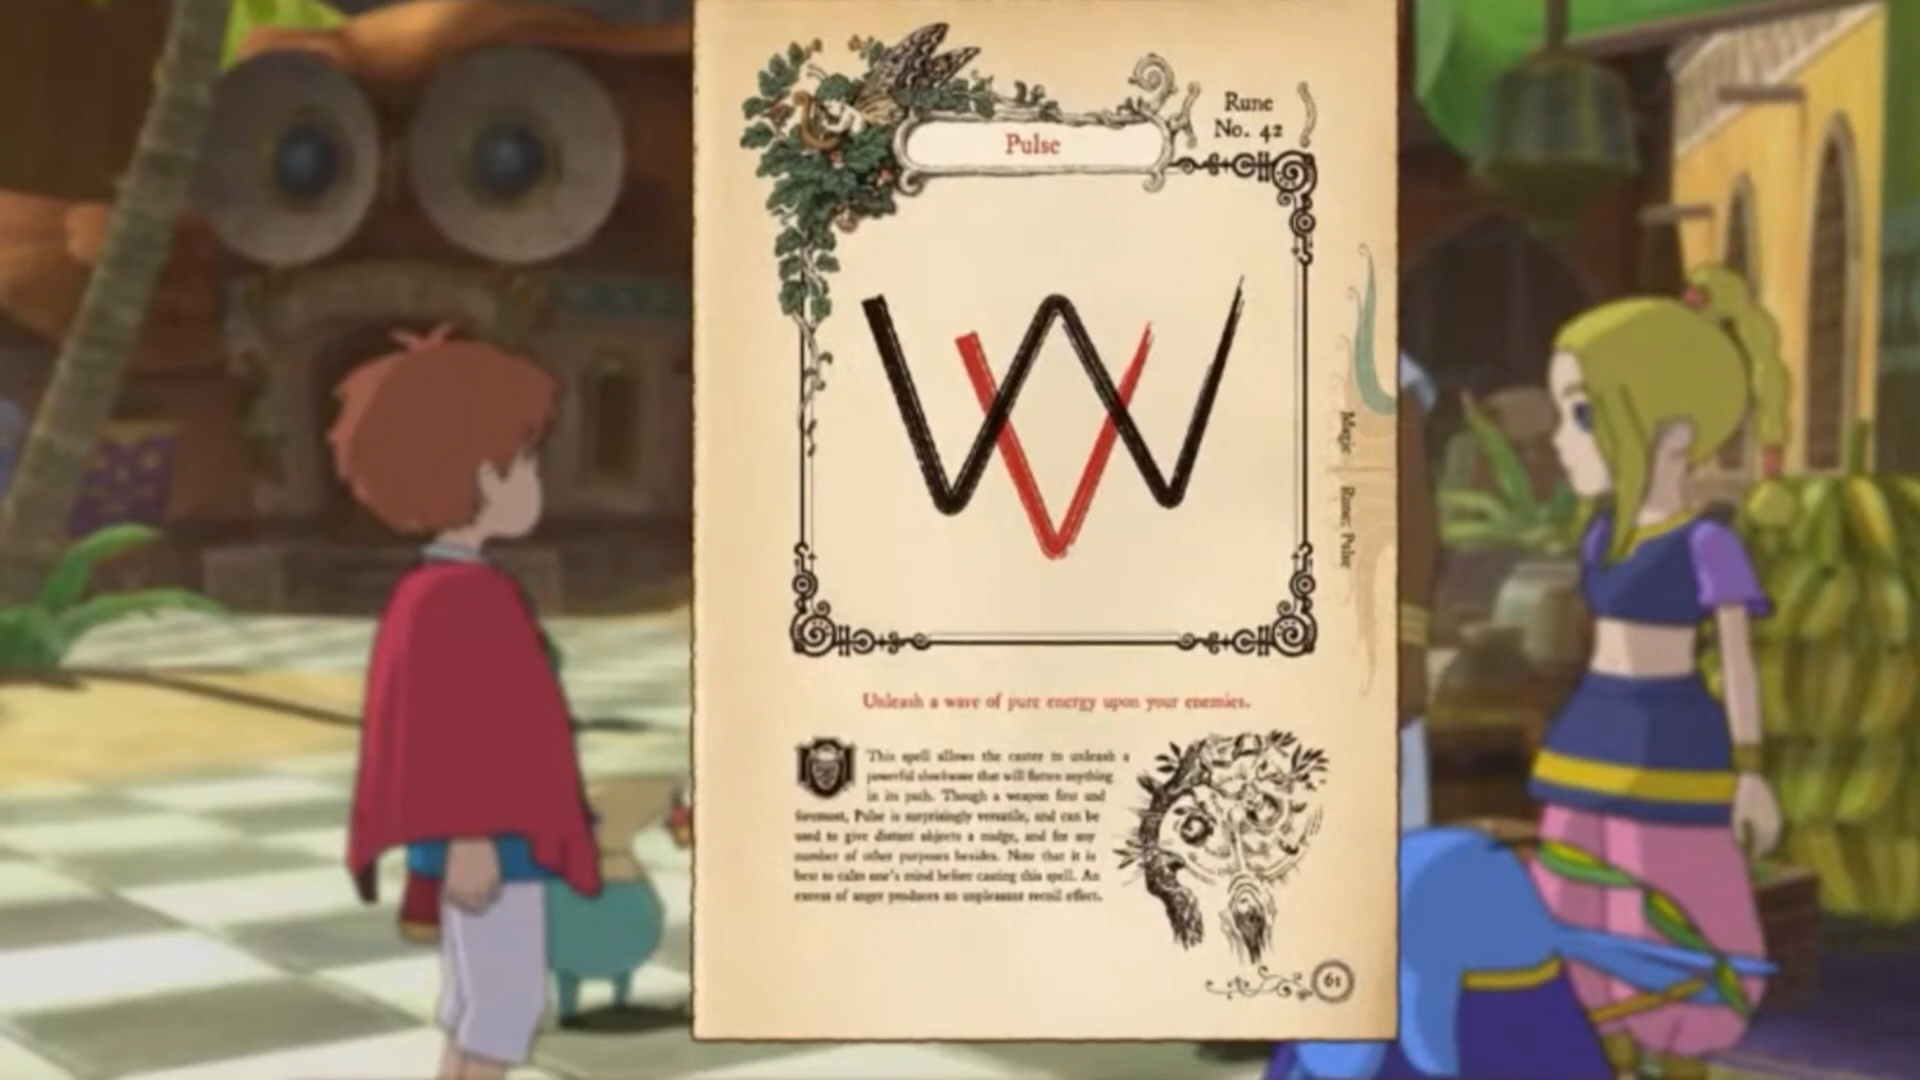 Rune
No. 42
Pulse
Magic Rune: Pulse
Unleash a wave of pure energy upon your enemies.
This spell allows the caster to unleash a
powerful shockwave that will flatten anything
in its path. Though a weapon first and
foremost, Pulse is surprisingly versatile, and can be
used to give distant objects a nudge, and for any
number of other purposes besides. Note that it is
best to calm one's mind before casting this spell. An
excess of anger produces an unpleasant recoil effect.
61